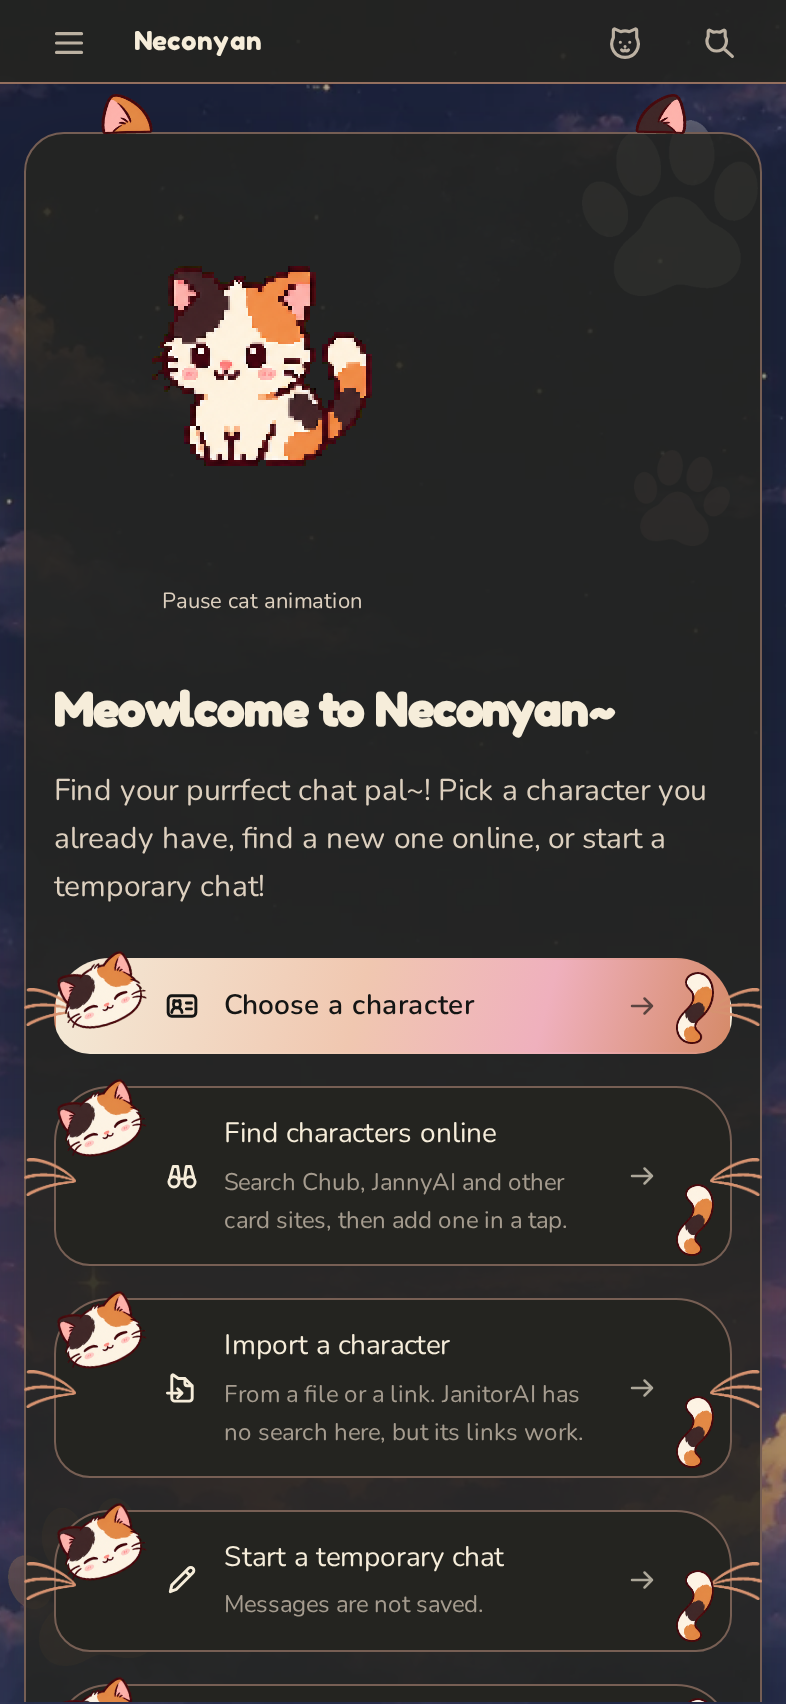 Neconyan
Pause cat animation
Meowlcome to Neconyan~
Find your purrfect chat pal~! Pick a character you
already have, find a new one online, or start a
temporary chat!
Choose a character
Find characters online
Search Chub, JannyAI and other
card sites, then add one in a tap.
Import a character
From a file or a link. JanitorAI has
no search here, but its links work.
Start a temporary chat
Messages are not saved.